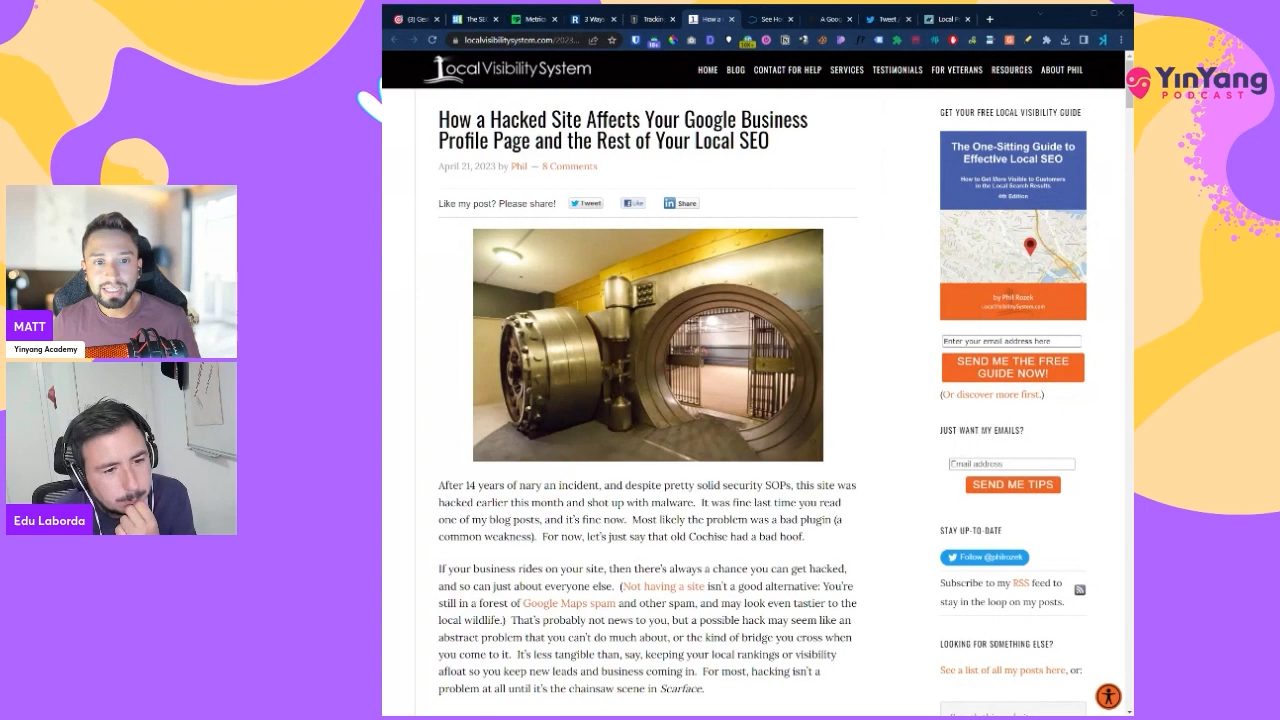 The SE
Metrics
3 Ways
Trackin
How a
See Ho
A Goog
Tweet
Local F
localvisibilitysystem.com/2023...
LocalVisibilitySystem
HOME BLOG CONTACT FOR HELP SERVICES TESTIMONIALS FOR VETERANS RESOURCES ABOUT PHIL
YinYang
PODCAST
How a Hacked Site Affects Your Google Business
Profile Page and the Rest of Your Local SEO
April 21, 2023 by Phil — 8 Comments
Like my post? Please share! Tweet Like Share
After 14 years of nary an incident, and despite pretty solid security SOPs, this site was
hacked earlier this month and shot up with malware. It was fine last time you read
one of my blog posts, and it's fine now. Most likely the problem was a bad plugin (a
common weakness). For now, let's just say that old Cochise had a bad hoof.
If your business rides on your site, then there's always a chance you can get hacked,
and so can just about everyone else. (Not having a site isn't a good alternative: You're
still in a forest of Google Maps spam and other spam, and may look even tastier to the
local wildlife.) That's probably not news to you, but a possible hack may seem like an
abstract problem that you can't do much about, or the kind of bridge you cross when
you come to it. It's less tangible than, say, keeping your local rankings or visibility
afloat so you keep new leads and business coming in. For most, hacking isn't a
problem at all until it's the chainsaw scene in Scarface.
GET YOUR FREE LOCAL VISIBILITY GUIDE
The One-Sitting Guide to
Effective Local SEO
How to Get More Visible to Customers
in the Local Search Results
4th Edition
by Phil Rozek
LocalVisibilitySystem.com
Enter your email address here
SEND ME THE FREE
GUIDE NOW!
(Or discover more first.)
JUST WANT MY EMAILS?
Email address
SEND ME TIPS
STAY UP-TO-DATE
Follow @philrozek
Subscribe to my RSS feed to
stay in the loop on my posts.
LOOKING FOR SOMETHING ELSE?
See a list of all my posts here, or:
MATT
Yinyang Academy
Edu Laborda